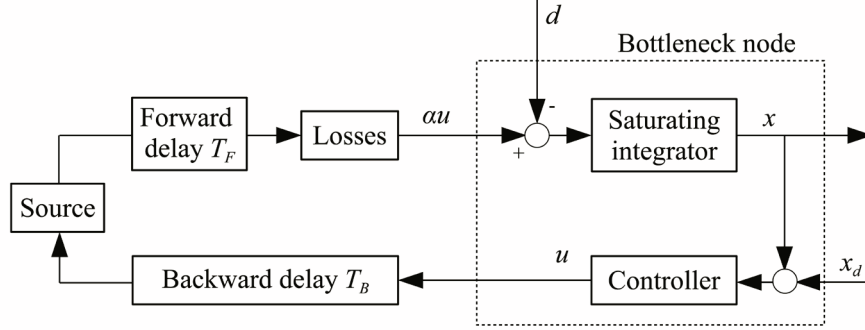 d
Bottleneck node
Forward
delay T_F
Losses
αu
-
+
Saturating
integrator
x
Source
Backward delay T_B
u
Controller
x_d